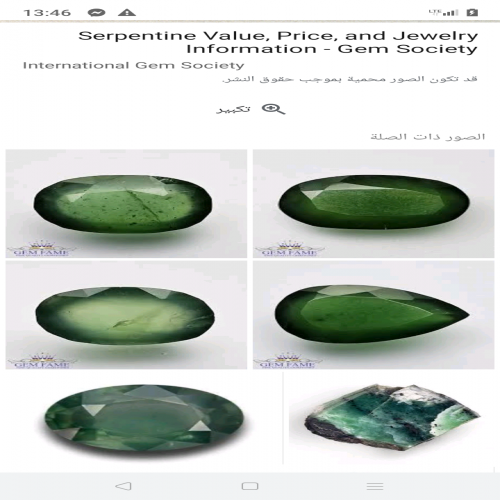 13:46
LTE
Serpentine Value, Price, and Jewelry
Information - Gem Society
International Gem Society
قد تكون الصور محمية بموجب حقوق النشر.
تكبير
الصور ذات الصلة
GEM FAME
GEM FAME
GEM FAME
GEM FAME